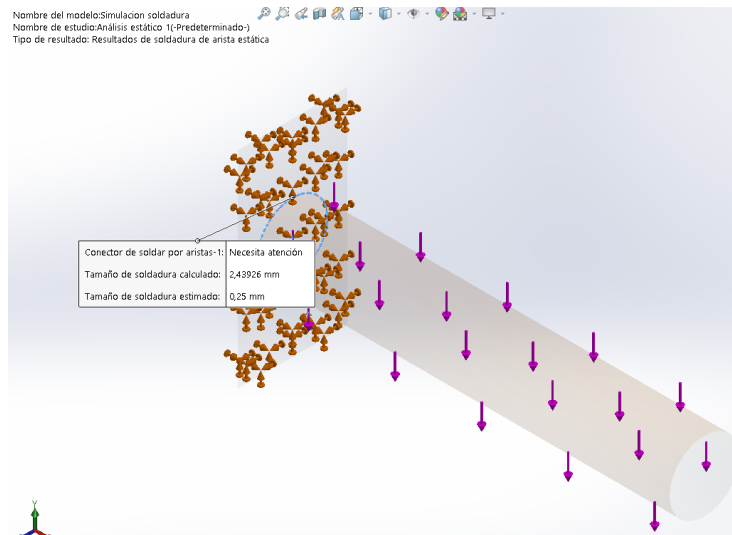 Nombre del modelo:Simulacion soldadura
Nombre de estudio:Análisis estático 1(-Predeterminado-)
Tipo de resultado: Resultados de soldadura de arista estática
Conector de soldar por aristas-1: Necesita atención
Tamaño de soldadura calculado: 2,43926 mm
Tamaño de soldadura estimado: 0,25 mm
Y